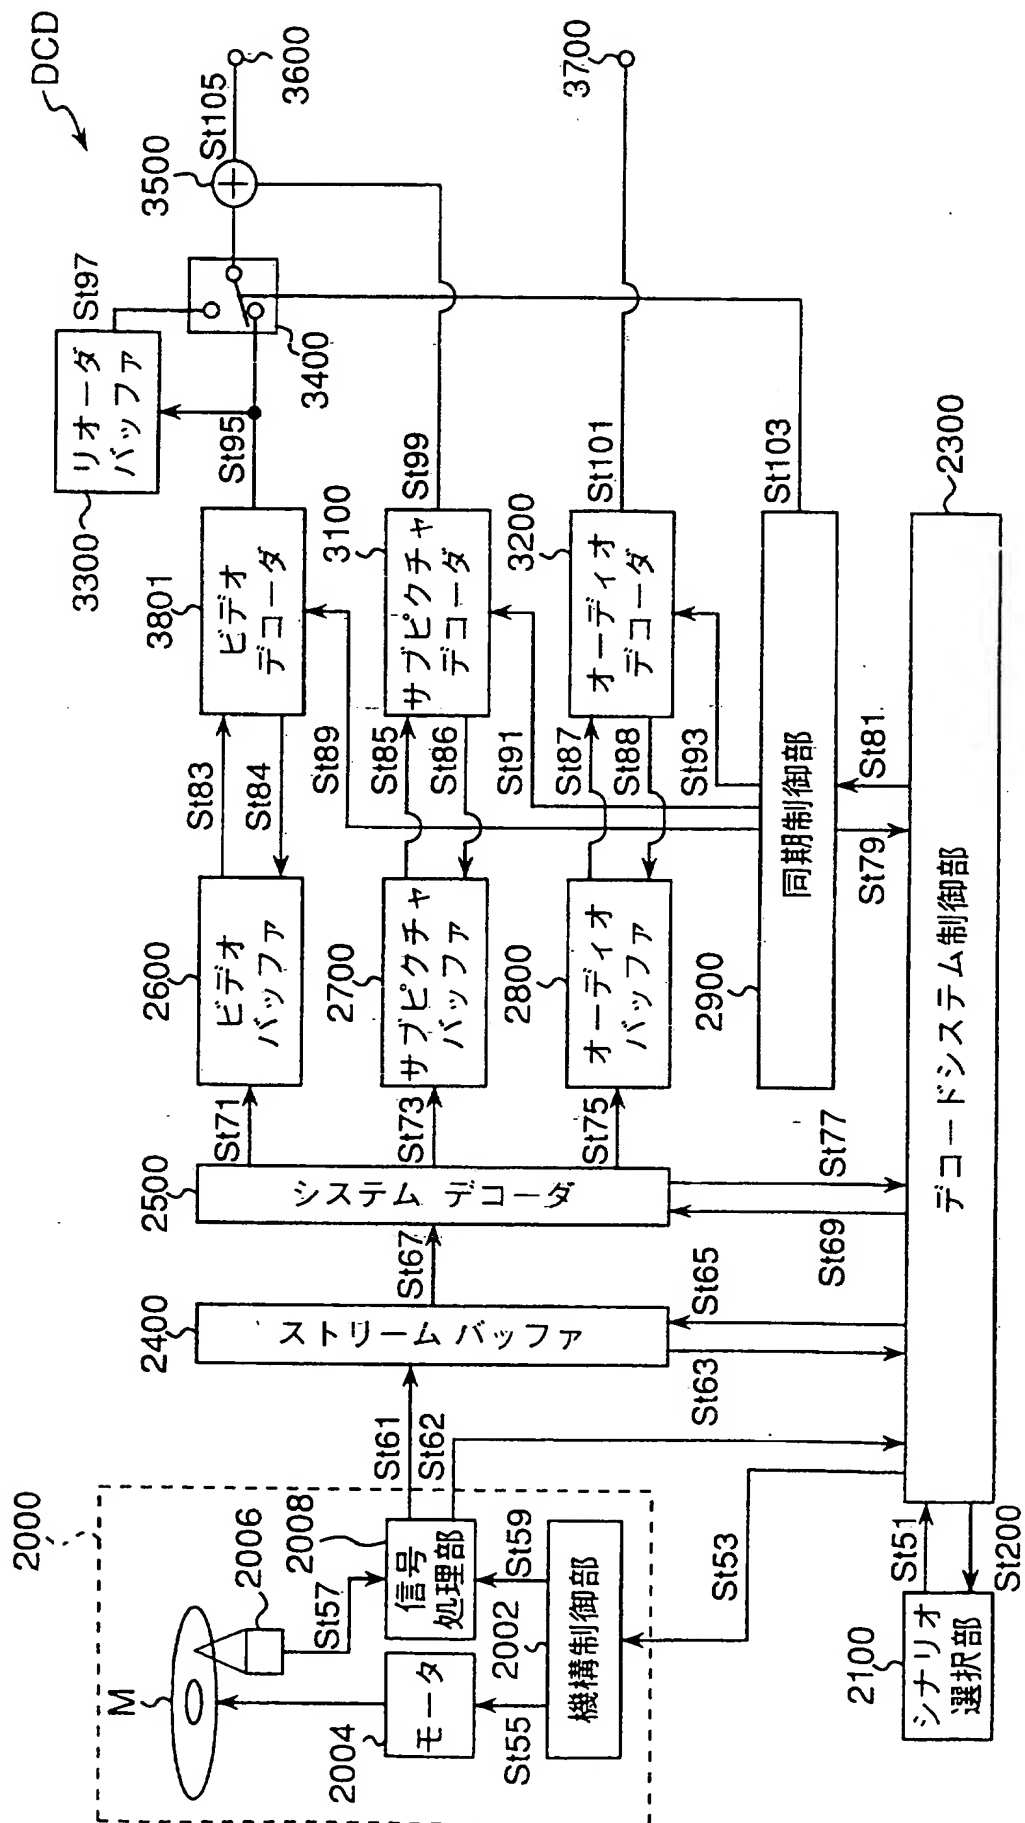 DCD
2000
M
2006
2008
St57
2004
モータ
信号
処理部
St55
St59
2002
機構制御部
St61
St62
St53
2100
シナリオ
選択部
St51
St200
2400
ストリーム バッファ
St63
St65
St67
2500
システム デコーダ
St69
St77
St71
St73
St75
2600
ビデオ
バッファ
2700
サブピクチャ
バッファ
2800
オーディオ
バッファ
2900
同期制御部
St79
St81
2300
デコードシステム制御部
St83
St84
St89
St85
St86
St91
St87
St88
St93
3801
ビデオ
デコーダ
3100
サブピクチャ
デコーダ
3200
オーディオ
デコーダ
3300
リオーダ
バッファ
St95
St97
St99
St101
St103
3400
3500
St105
3600
3700